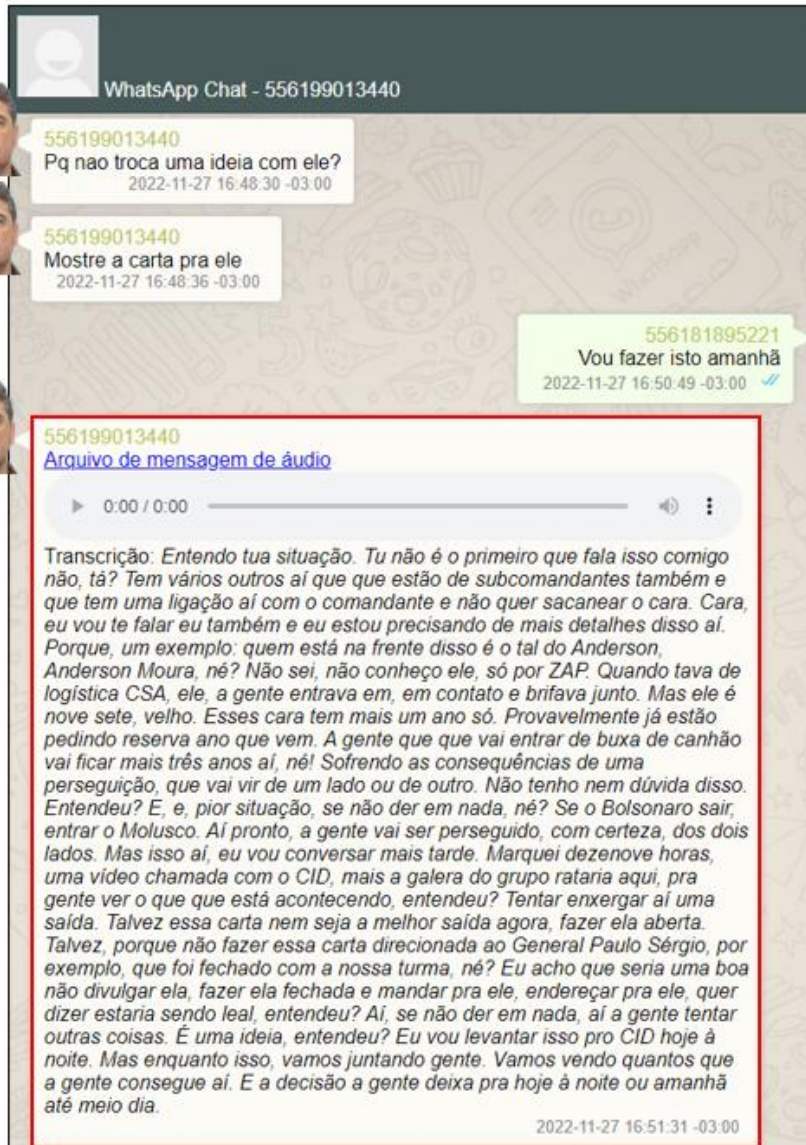 WhatsApp Chat - 556199013440
556199013440
Pq nao troca uma ideia com ele?
2022-11-27 16:48:30 -03:00
556199013440
Mostre a carta pra ele
2022-11-27 16:48:36 -03:00
556181895221
Vou fazer isto amanhã
2022-11-27 16:50:49 -03:00
556199013440
Arquivo de mensagem de áudio
0:00 / 0:00
Transcrição: Entendo tua situação. Tu não é o primeiro que fala isso comigo
não, tá? Tem vários outros aí que que estão de subcomandantes também e
que tem uma ligação aí com o comandante e não quer sacanear o cara. Cara,
eu vou te falar eu também e eu estou precisando de mais detalhes disso aí.
Porque, um exemplo: quem está na frente disso é o tal do Anderson,
Anderson Moura, né? Não sei, não conheço ele, só por ZAP. Quando tava de
logística CSA, ele, a gente entrava em, em contato e brifava junto. Mas ele é
nove sete, velho. Esses cara tem mais um ano só. Provavelmente já estão
pedindo reserva ano que vem. A gente que que vai entrar de buxa de canhão
vai ficar mais três anos aí, né! Sofrendo as consequências de uma
perseguição, que vai vir de um lado ou de outro. Não tenho nem dúvida disso.
Entendeu? E, e, pior situação, se não der em nada, né? Se o Bolsonaro sair,
entrar o Molusco. Aí pronto, a gente vai ser perseguido, com certeza, dos dois
lados. Mas isso aí, eu vou conversar mais tarde. Marquei dezenove horas,
uma vídeo chamada com o CID, mais a galera do grupo rataria aqui, pra
gente ver o que que está acontecendo, entendeu? Tentar enxergar aí uma
saída. Talvez essa carta nem seja a melhor saída agora, fazer ela aberta.
Talvez, porque não fazer essa carta direcionada ao General Paulo Sérgio, por
exemplo, que foi fechado com a nossa turma, né? Eu acho que seria uma boa
não divulgar ela, fazer ela fechada e mandar pra ele, endereçar pra ele, quer
dizer estaria sendo leal, entendeu? Aí, se não der em nada, aí a gente tentar
outras coisas. É uma ideia, entendeu? Eu vou levantar isso pro CID hoje à
noite. Mas enquanto isso, vamos juntando gente. Vamos vendo quantos que
a gente consegue aí. E a decisão a gente deixa pra hoje à noite ou amanhã
até meio dia.
2022-11-27 16:51:31 -03:00